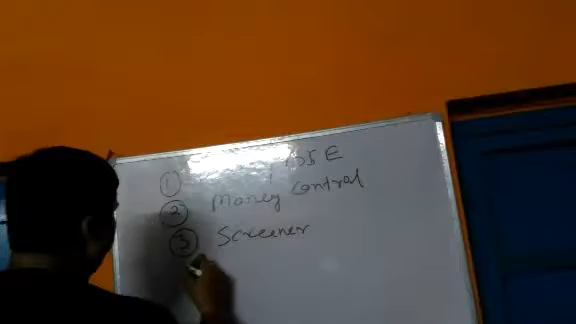 ① BSE
② Money control
③ Screener